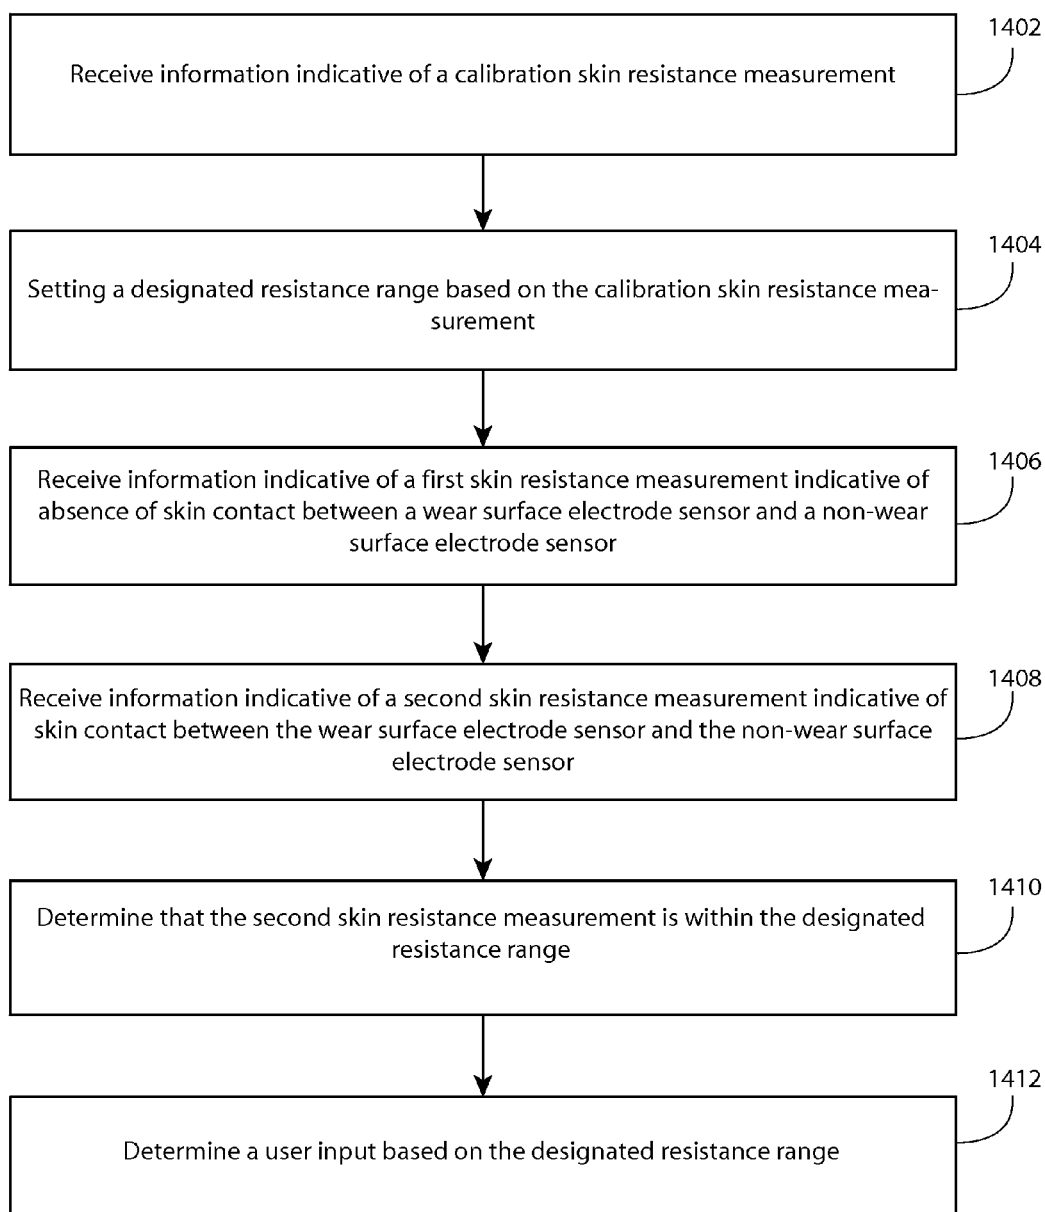 1402
Receive information indicative of a calibration skin resistance measurement
1404
Setting a designated resistance range based on the calibration skin resistance mea-
surement
1406
Receive information indicative of a first skin resistance measurement indicative of
absence of skin contact between a wear surface electrode sensor and a non-wear
surface electrode sensor
1408
Receive information indicative of a second skin resistance measurement indicative of
skin contact between the wear surface electrode sensor and the non-wear surface
electrode sensor
1410
Determine that the second skin resistance measurement is within the designated
resistance range
1412
Determine a user input based on the designated resistance range